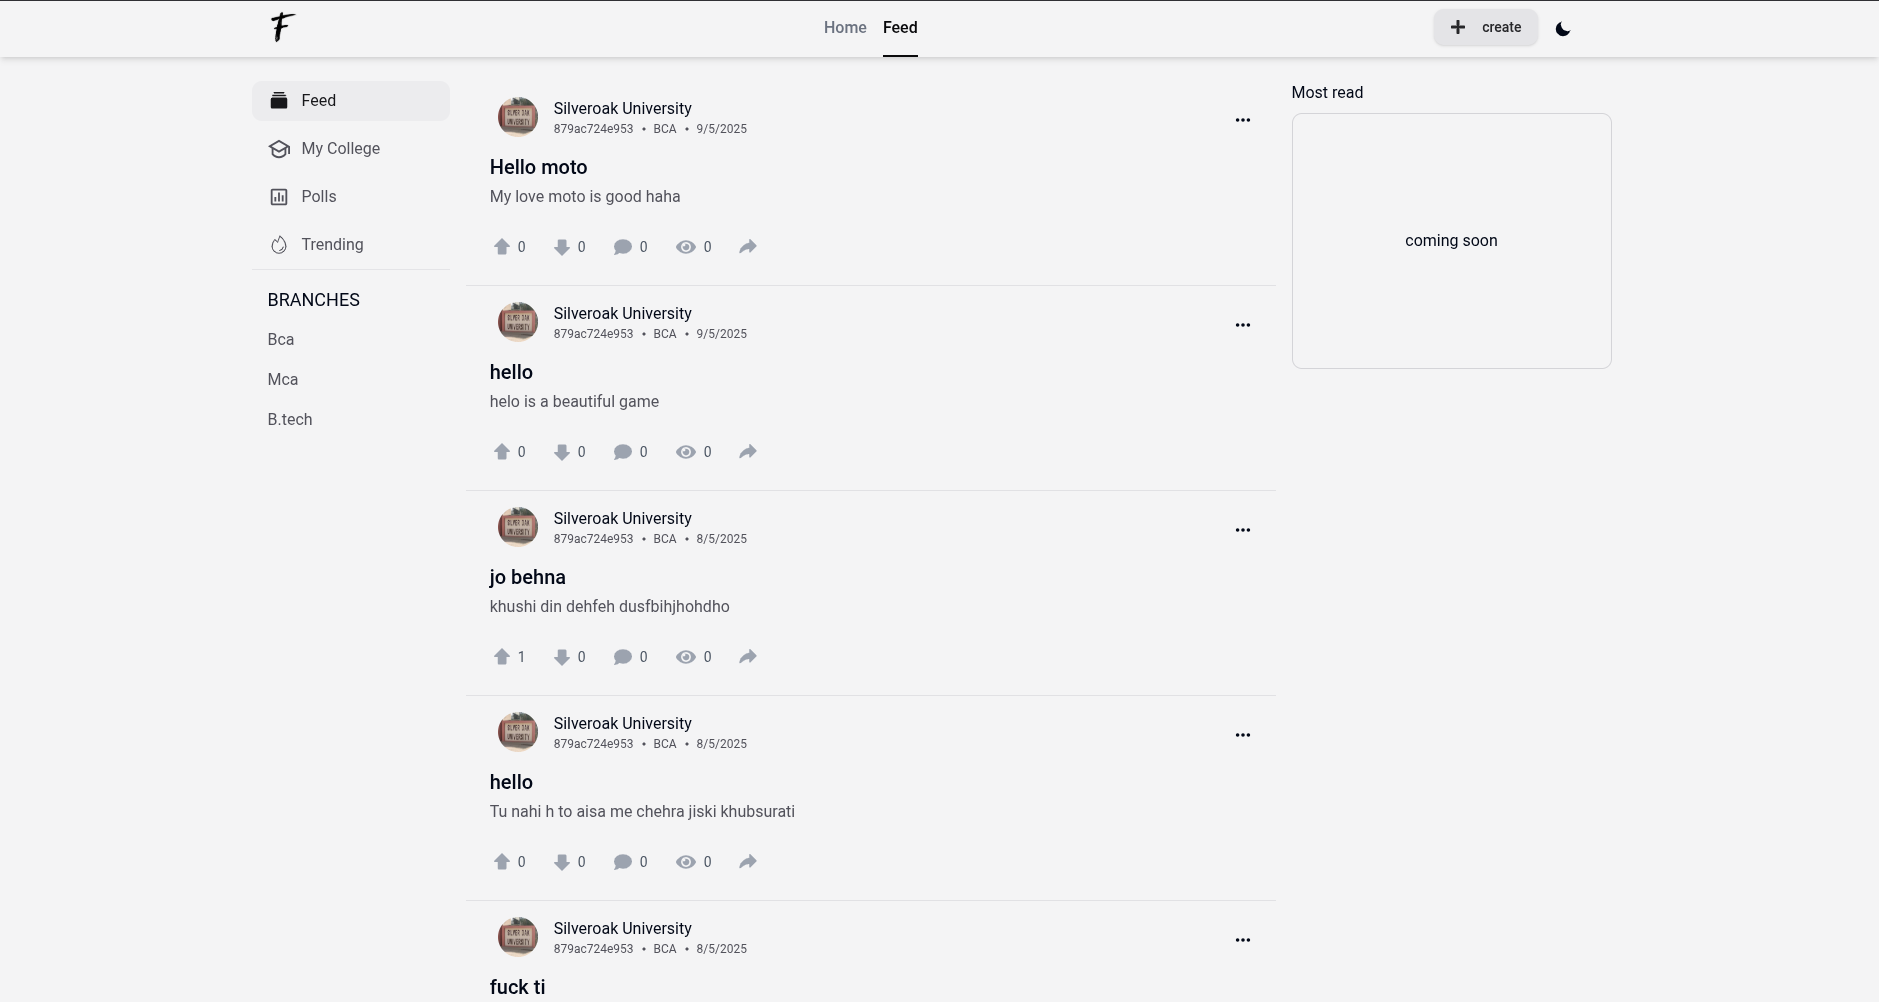 F
Home
Feed
create
Feed
My College
Polls
Trending
BRANCHES
Bca
Mca
B.tech
Silveroak University
879ac724e953 • BCA • 9/5/2025
Hello moto
My love moto is good haha
0 0 0 0
Silveroak University
879ac724e953 • BCA • 9/5/2025
hello
helo is a beautiful game
0 0 0 0
Silveroak University
879ac724e953 • BCA • 8/5/2025
jo behna
khushi din dehfeh dusfbihjhohdho
1 0 0 0
Silveroak University
879ac724e953 • BCA • 8/5/2025
hello
Tu nahi h to aisa me chehra jiski khubsurati
0 0 0 0
Silveroak University
879ac724e953 • BCA • 8/5/2025
fuck ti
Most read
coming soon